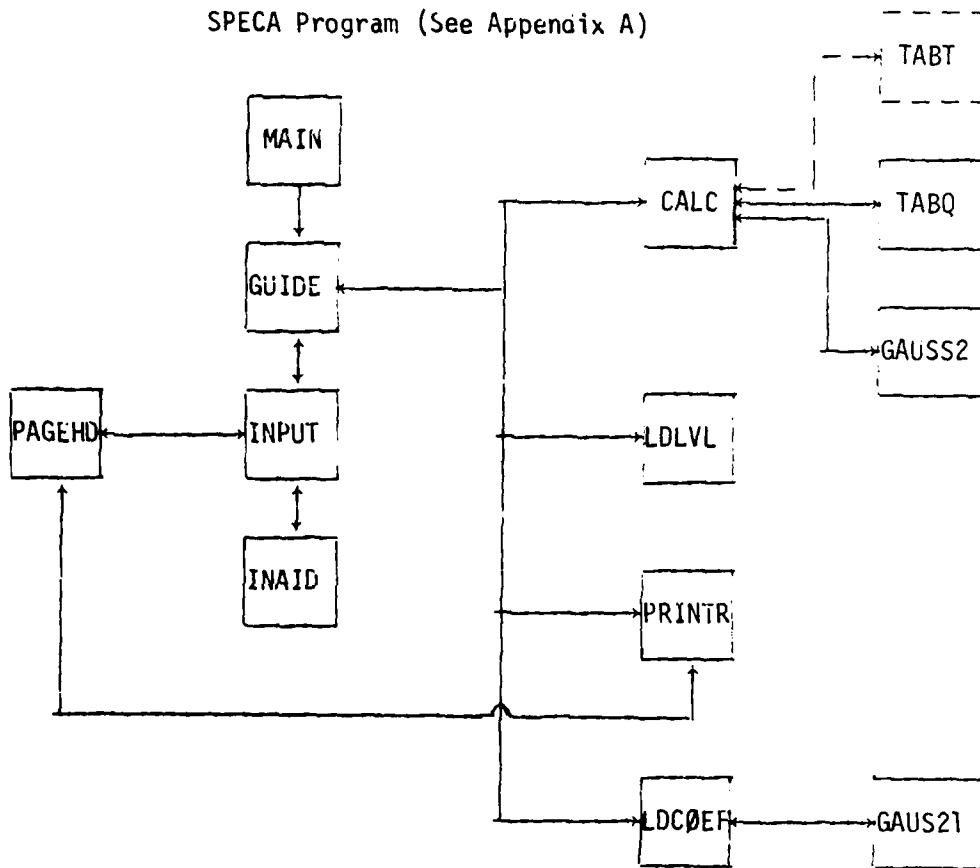 SPECA Program (See Appendix A)
TABT
MAIN
CALC
TABQ
GUIDE
GAUSS2
PAGEHD
INPUT
LDLVL
INAID
PRINTR
LDCØEF
GAUS21